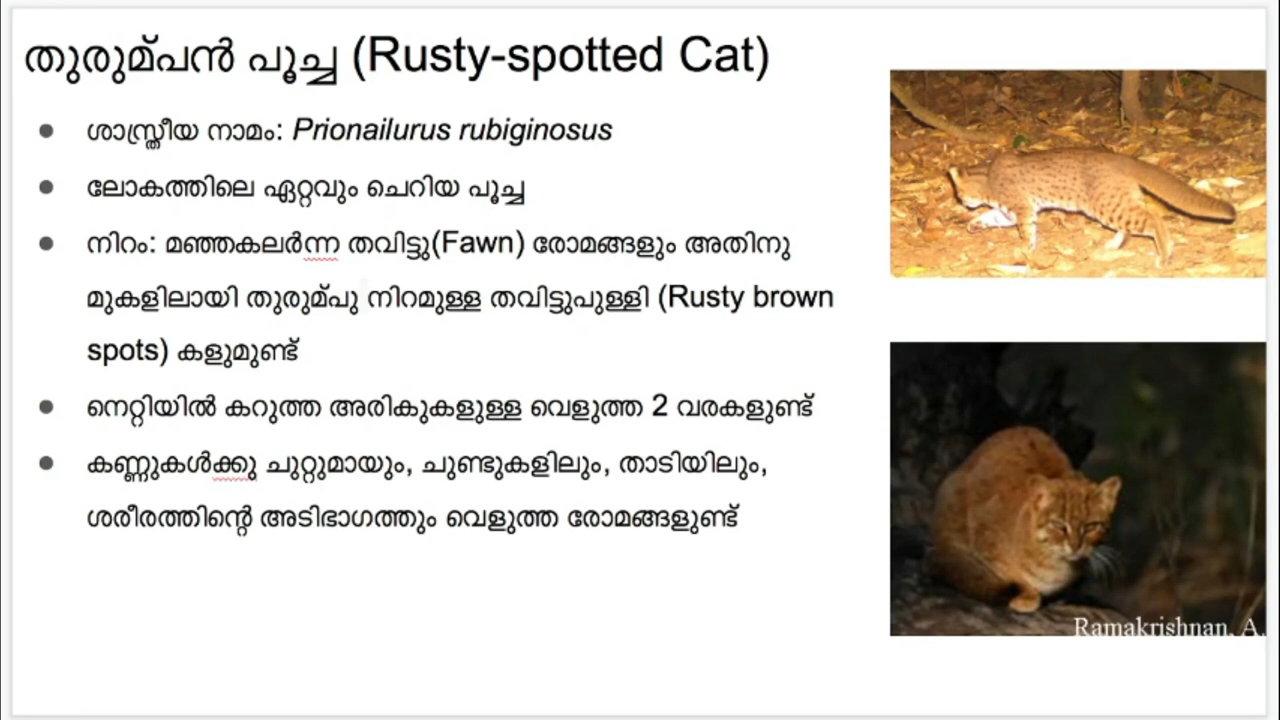 തുരുമ്പൻ പൂച്ച (Rusty-spotted Cat)
ശാസ്ത്രീയ നാമം: Prionailurus rubiginosus
ലോകത്തിലെ ഏറ്റവും ചെറിയ പൂച്ച
നിറം: മഞ്ഞകലർന്ന തവിട്ടു(Fawn) രോമങ്ങളും അതിനു
മുകളിലായി തുരുമ്പു നിറമുള്ള തവിട്ടുപുള്ളി (Rusty brown
spots) കളുമുണ്ട്
നെറ്റിയിൽ കറുത്ത അരികുകളുള്ള വെളുത്ത 2 വരകളുണ്ട്
കണ്ണുകൾക്കു ചുറ്റുമായും, ചുണ്ടുകളിലും, താടിയിലും,
ശരീരത്തിന്റെ അടിഭാഗത്തും വെളുത്ത രോമങ്ങളുണ്ട്
Ramakrishnan, A.